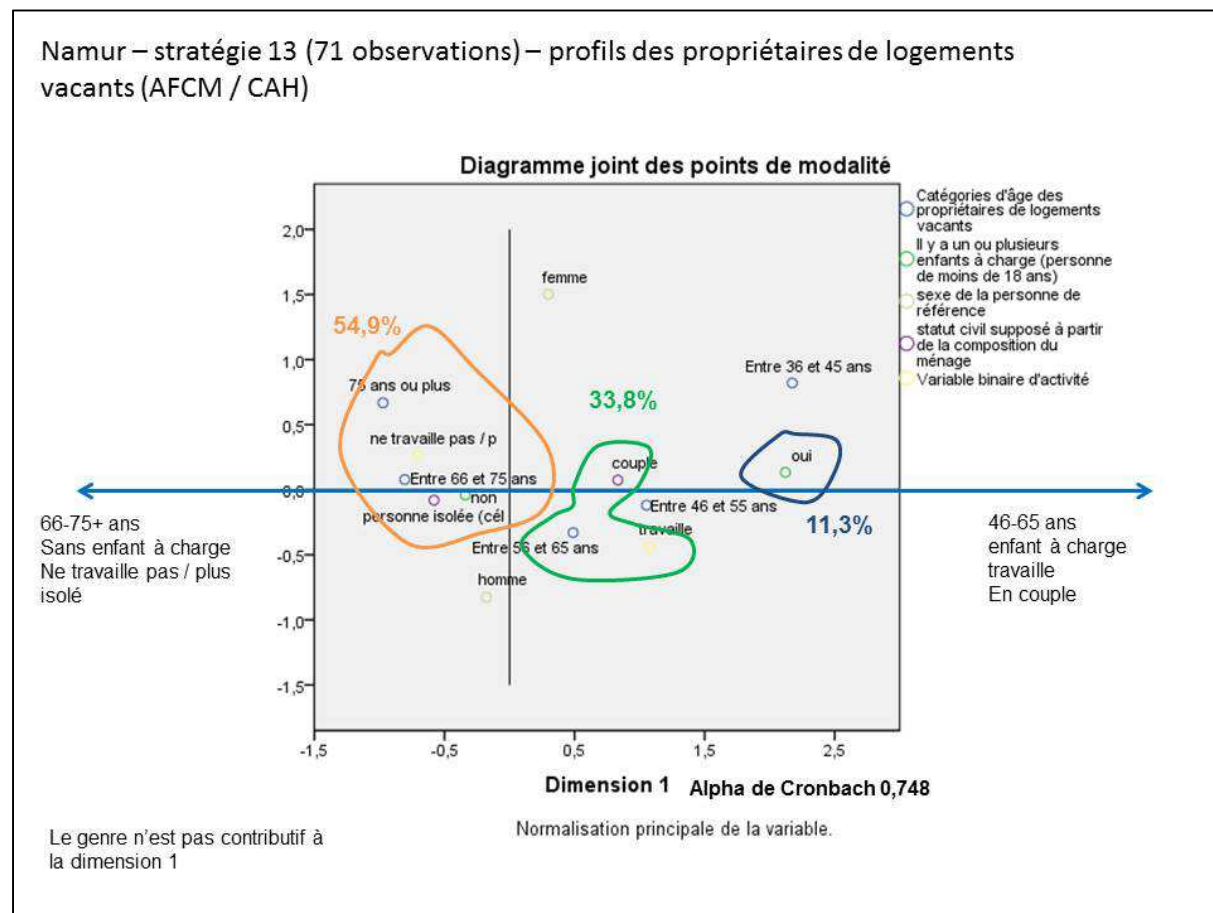 Namur – stratégie 13 (71 observations) – profils des propriétaires de logements
vacants (AFCM / CAH)
Diagramme joint des points de modalité
Catégories d'âge des
propriétaires de logements
vacants
Il y a un ou plusieurs
enfants à charge (personne
de moins de 18 ans)
sexe de la personne de
référence
statut civil supposé à partir
de la composition du
ménage
Variable binaire d'activité
2,0
1,5
1,0
0,5
0,0
-0,5
-1,0
-1,5
femme
54,9%
Entre 36 et 45 ans
75 ans ou plus
33,8%
ne travaille pas / p
couple
oui
Entre 66 et 75 ans
non
personne isolée (cél
Entre 46 et 55 ans
travaille
11,3%
Entre 56 et 65 ans
homme
66-75+ ans
Sans enfant à charge
Ne travaille pas / plus
isolé
46-65 ans
enfant à charge
travaille
En couple
-1,5 -0,5 0,5 1,5 2,5
Dimension 1 Alpha de Cronbach 0,748
Normalisation principale de la variable.
Le genre n'est pas contributif à
la dimension 1